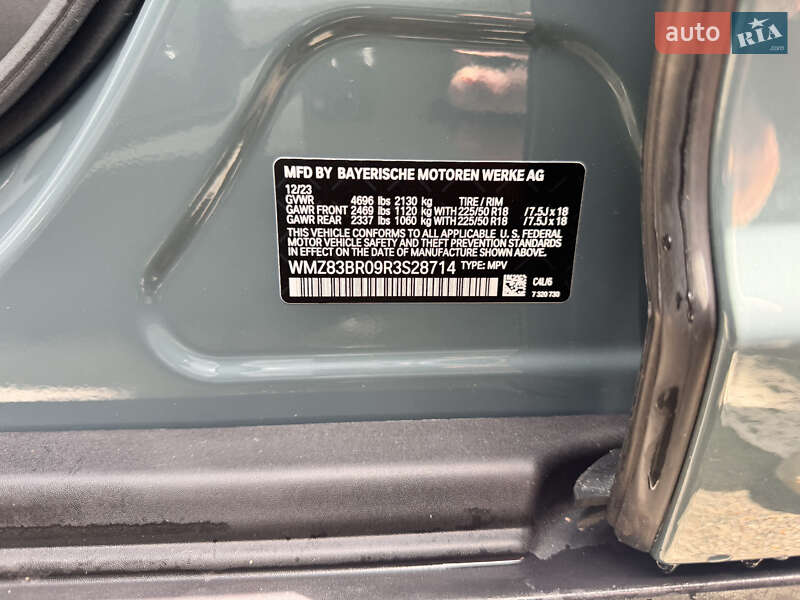 auto RIA.com
MFD BY BAYERISCHE MOTOREN WERKE AG
12/23
GVWR 4696 lbs 2130 kg TIRE / RIM
GAWR FRONT 2469 lbs 1120 kg WITH 225/50 R18 /7.5J x 18
GAWR REAR 2337 lbs 1060 kg WITH 225/50 R18 /7.5J x 18
THIS VEHICLE CONFORMS TO ALL APPLICABLE U. S. FEDERAL
MOTOR VEHICLE SAFETY AND THEFT PREVENTION STANDARDS IN
EFFECT ON THE DATE OF MANUFACTURE SHOWN ABOVE.
WMZ83BR09R3S28714 TYPE: MPV
C4L/6
7 320 730